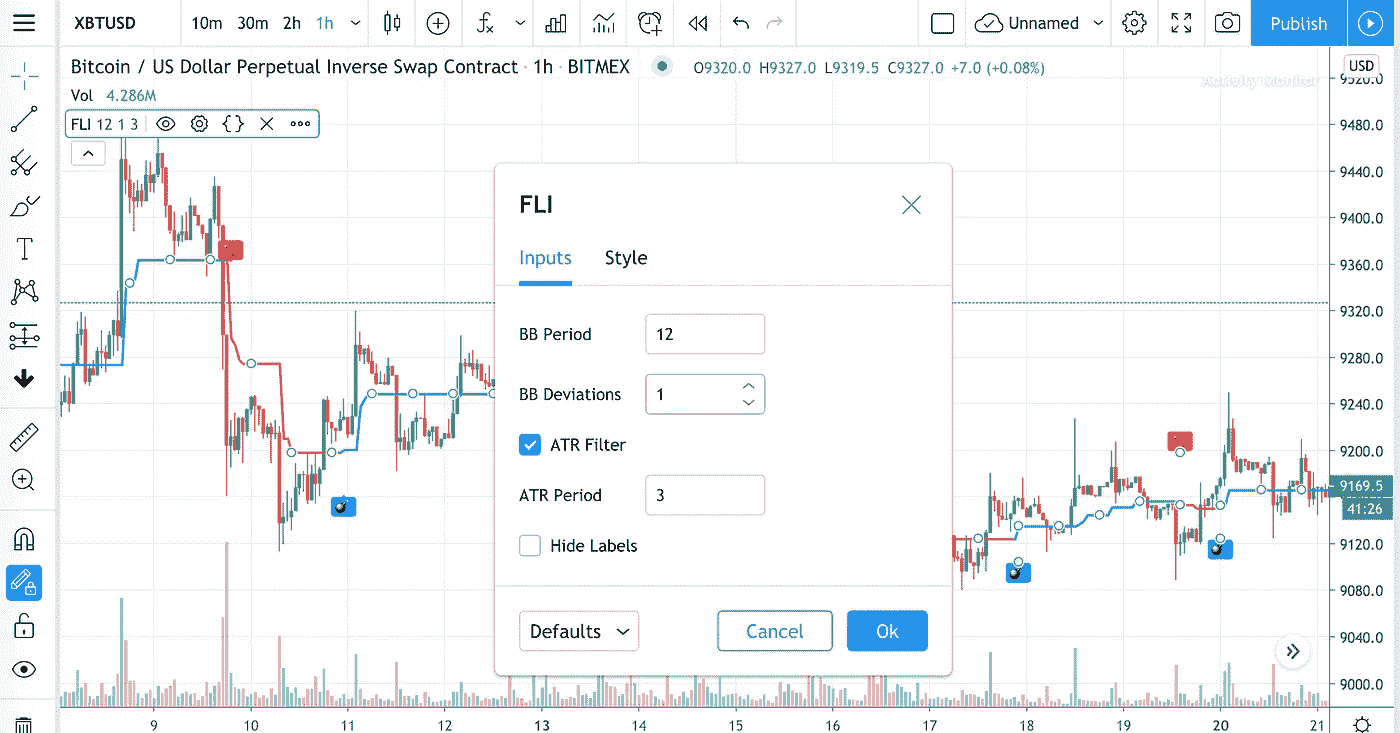 XBTUSD 10m 30m 2h 1h Unnamed Publish
Bitcoin / US Dollar Perpetual Inverse Swap Contract · 1h · BITMEX O9320.0 H9327.0 L9319.5 C9327.0 +7.0 (+0.08%)
USD
Activity Monitor
Vol 4.286M
FLI 12 1 3
FLI
Inputs Style
BB Period 12
BB Deviations 1
ATR Filter
ATR Period 3
Hide Labels
Defaults Cancel Ok
9520.0
9480.0
9440.0
9400.0
9360.0
9320.0
9280.0
9240.0
9200.0
9169.5
41:26
9120.0
9080.0
9040.0
9000.0
9 10 11 12 13 14 15 16 17 18 19 20 21